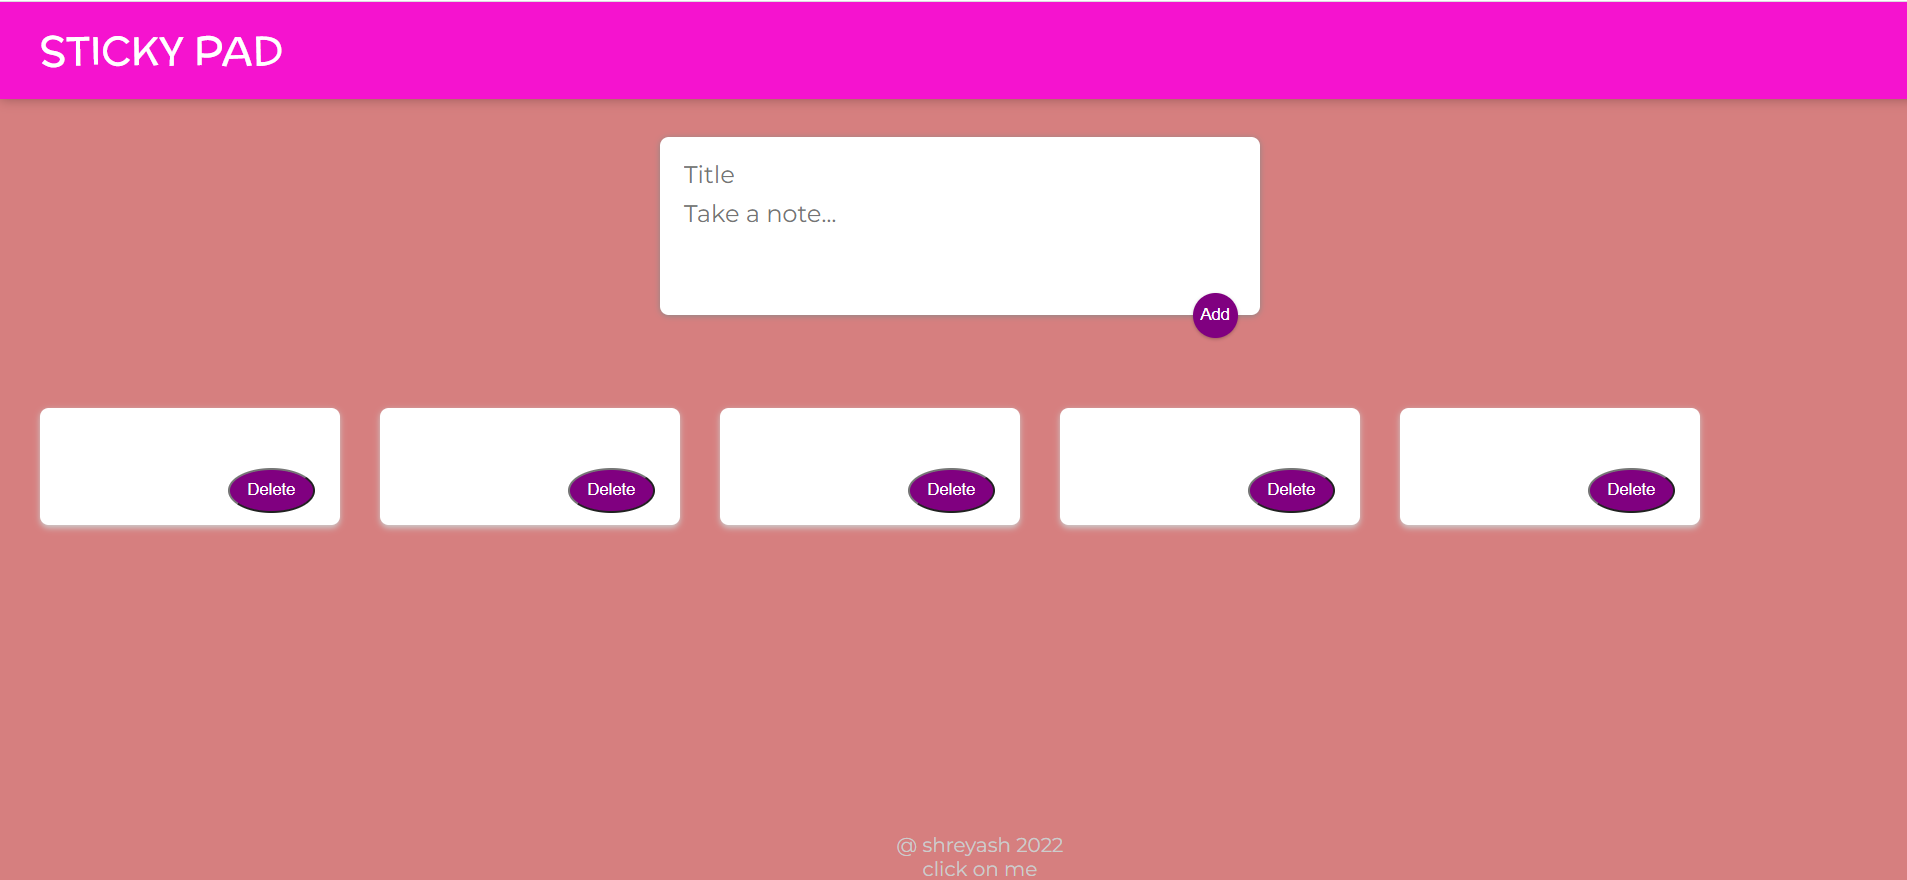 STICKY PAD
Title
Take a note...
Add
Delete
Delete
Delete
Delete
Delete
@ shreyash 2022
click on me